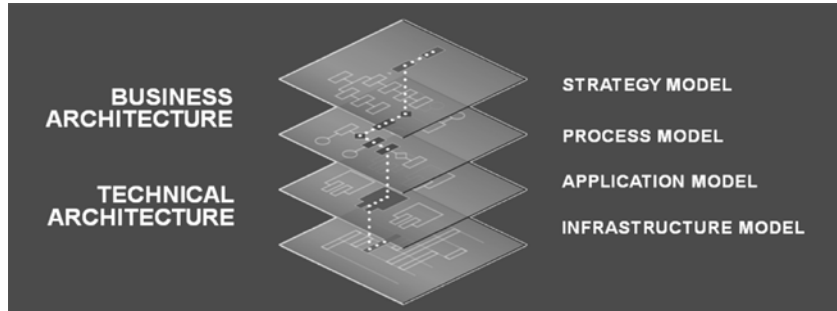 BUSINESS
ARCHITECTURE
TECHNICAL
ARCHITECTURE
STRATEGY MODEL
PROCESS MODEL
APPLICATION MODEL
INFRASTRUCTURE MODEL